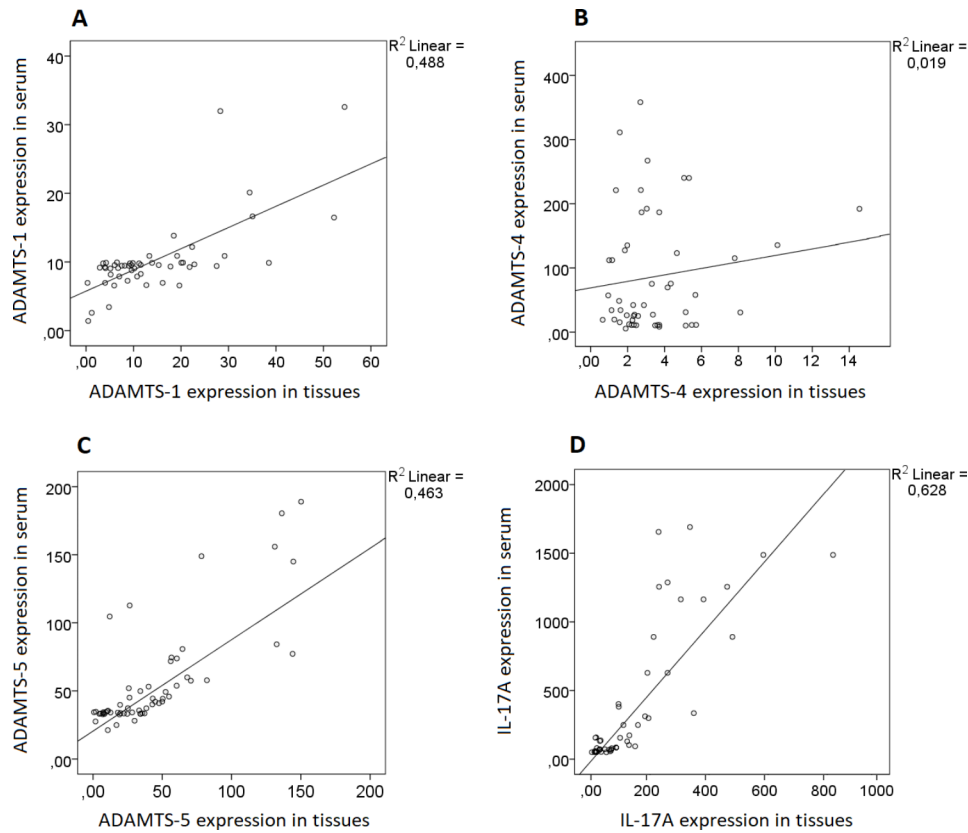 A
R² Linear =
0,488
ADAMTS-1 expression in serum
40
30
20
10
,00
,00 10 20 30 40 50 60
ADAMTS-1 expression in tissues
B
R² Linear =
0,019
ADAMTS-4 expression in serum
400
300
200
100
,00
,00 2 4 6 8 10 12 14
ADAMTS-4 expression in tissues
C
R² Linear =
0,463
ADAMTS-5 expression in serum
200
150
100
50
,00
,00 50 100 150 200
ADAMTS-5 expression in tissues
D
R² Linear =
0,628
IL-17A expression in serum
2000
1500
1000
500
,00
,00 200 400 600 800 1000
IL-17A expression in tissues